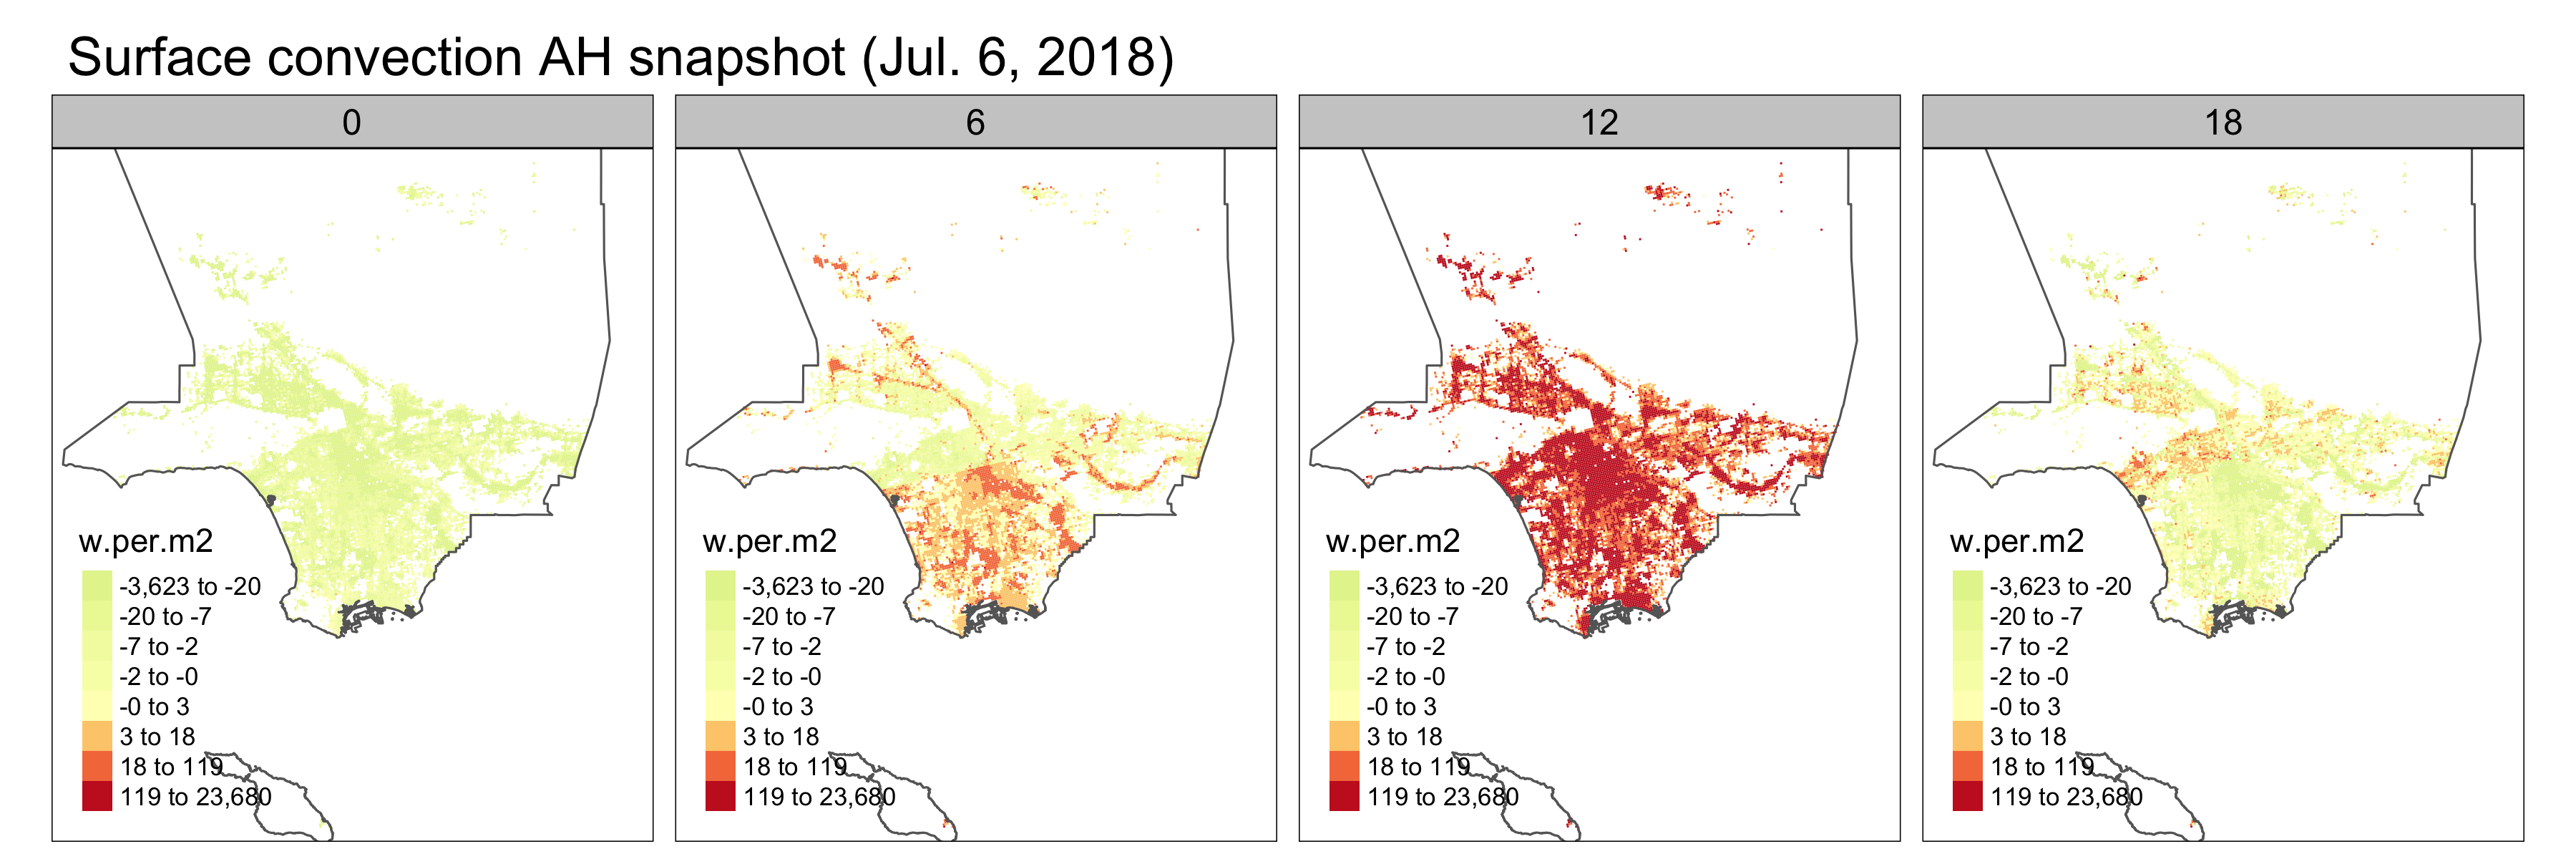 Surface convection AH snapshot (Jul. 6, 2018)
0
6
12
18
w.per.m2
-3,623 to -20
-20 to -7
-7 to -2
-2 to -0
-0 to 3
3 to 18
18 to 119
119 to 23,680
w.per.m2
-3,623 to -20
-20 to -7
-7 to -2
-2 to -0
-0 to 3
3 to 18
18 to 119
119 to 23,680
w.per.m2
-3,623 to -20
-20 to -7
-7 to -2
-2 to -0
-0 to 3
3 to 18
18 to 119
119 to 23,680
w.per.m2
-3,623 to -20
-20 to -7
-7 to -2
-2 to -0
-0 to 3
3 to 18
18 to 119
119 to 23,680